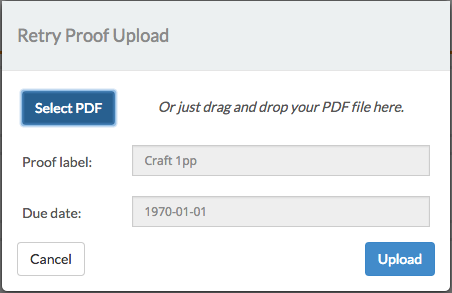 Retry Proof Upload
Select PDF
Or just drag and drop your PDF file here.
Proof label:
Craft 1pp
Due date:
1970-01-01
Cancel
Upload